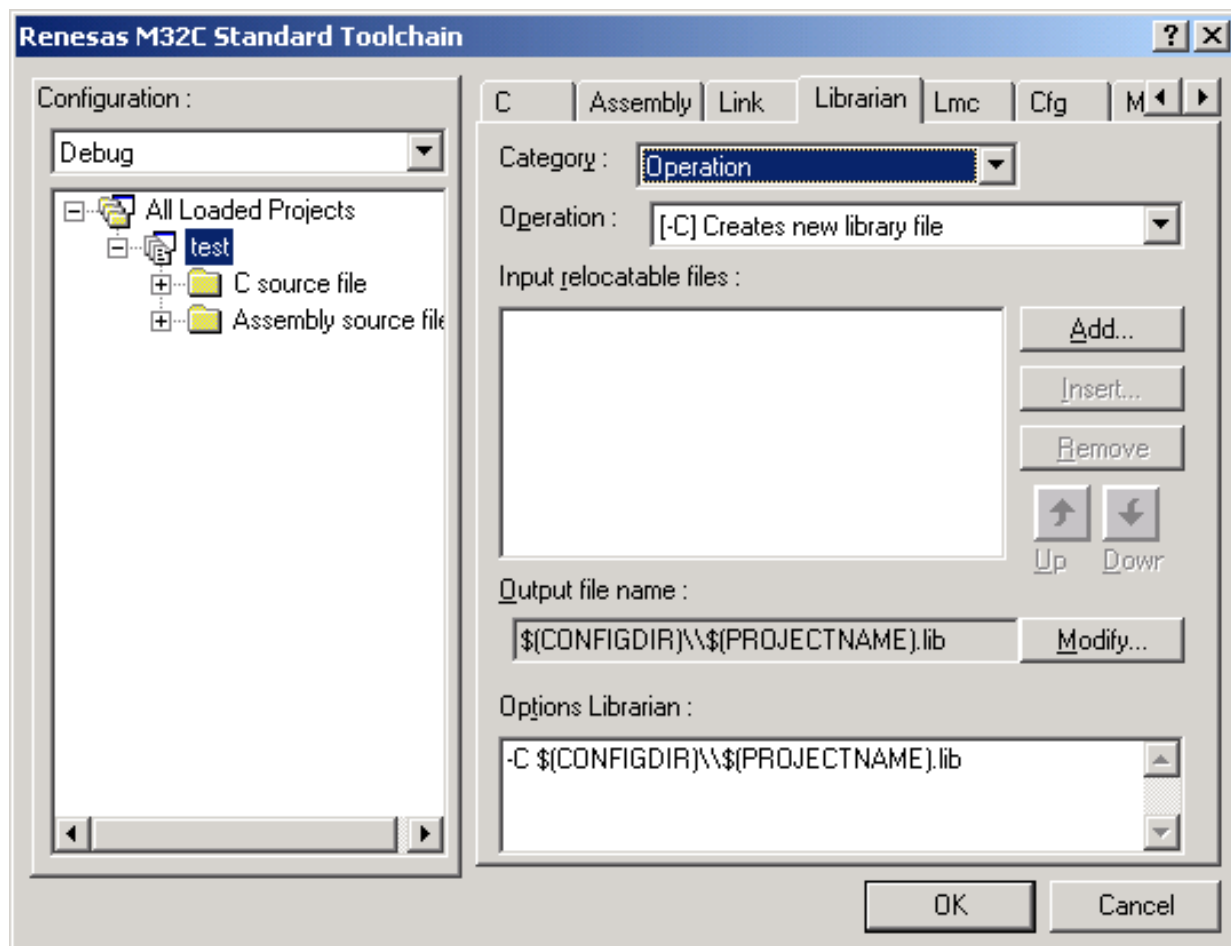 Renesas M32C Standard Toolchain
Configuration :
Debug
All Loaded Projects
test
C source file
Assembly source file
C Assembly Link Librarian Lmc Cfg M
Category : Operation
Operation : [-C] Creates new library file
Input relocatable files :
Add...
Insert...
Remove
Up Down
Output file name :
$(CONFIGDIR)\\$(PROJECTNAME).lib Modify...
Options Librarian :
-C $(CONFIGDIR)\\$(PROJECTNAME).lib
OK Cancel